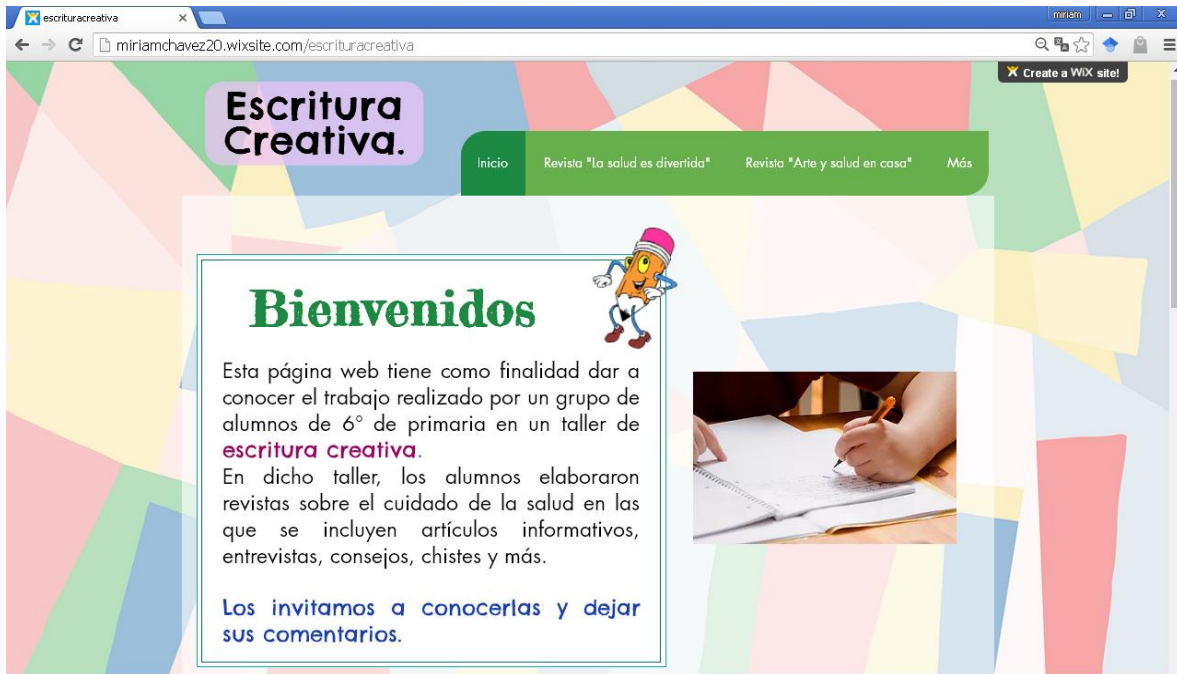 escrituracreativa
miriam
miriamchavez20.wixsite.com/escrituracreativa
Create a WiX site!
Escritura
Creativa.
Inicio
Revista "La salud es divertida"
Revista "Arte y salud en casa"
Más
Bienvenidos
Esta página web tiene como finalidad dar a
conocer el trabajo realizado por un grupo de
alumnos de 6° de primaria en un taller de
escritura creativa.
En dicho taller, los alumnos elaboraron
revistas sobre el cuidado de la salud en las
que se incluyen artículos informativos,
entrevistas, consejos, chistes y más.
Los invitamos a conocerlas y dejar
sus comentarios.